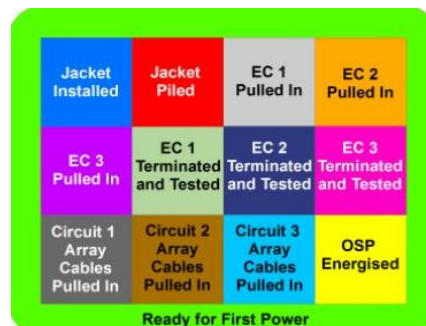 Jacket
Installed
Jacket
Piled
EC 1
Pulled In
EC 2
Pulled In
EC 3
Pulled In
EC 1
Terminated
and Tested
EC 2
Terminated
and Tested
EC 3
Terminated
and Tested
Circuit 1
Array
Cables
Pulled In
Circuit 2
Array
Cables
Pulled In
Circuit 3
Array
Cables
Pulled In
OSP
Energised
Ready for First Power